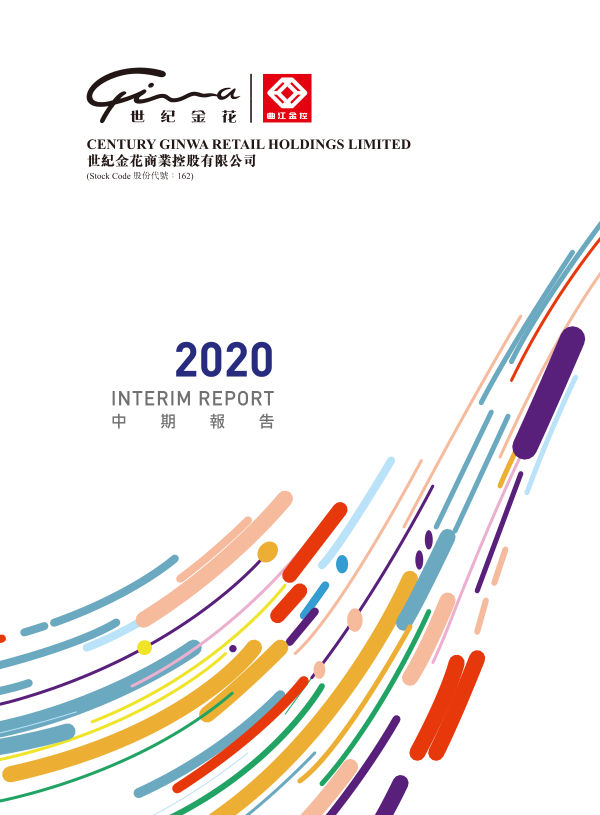 Ginwa
世紀金花
曲江金控
CENTURY GINWA RETAIL HOLDINGS LIMITED
世紀金花商業控股有限公司
(Stock Code 股份代號：162)
2020
INTERIM REPORT
中期報告